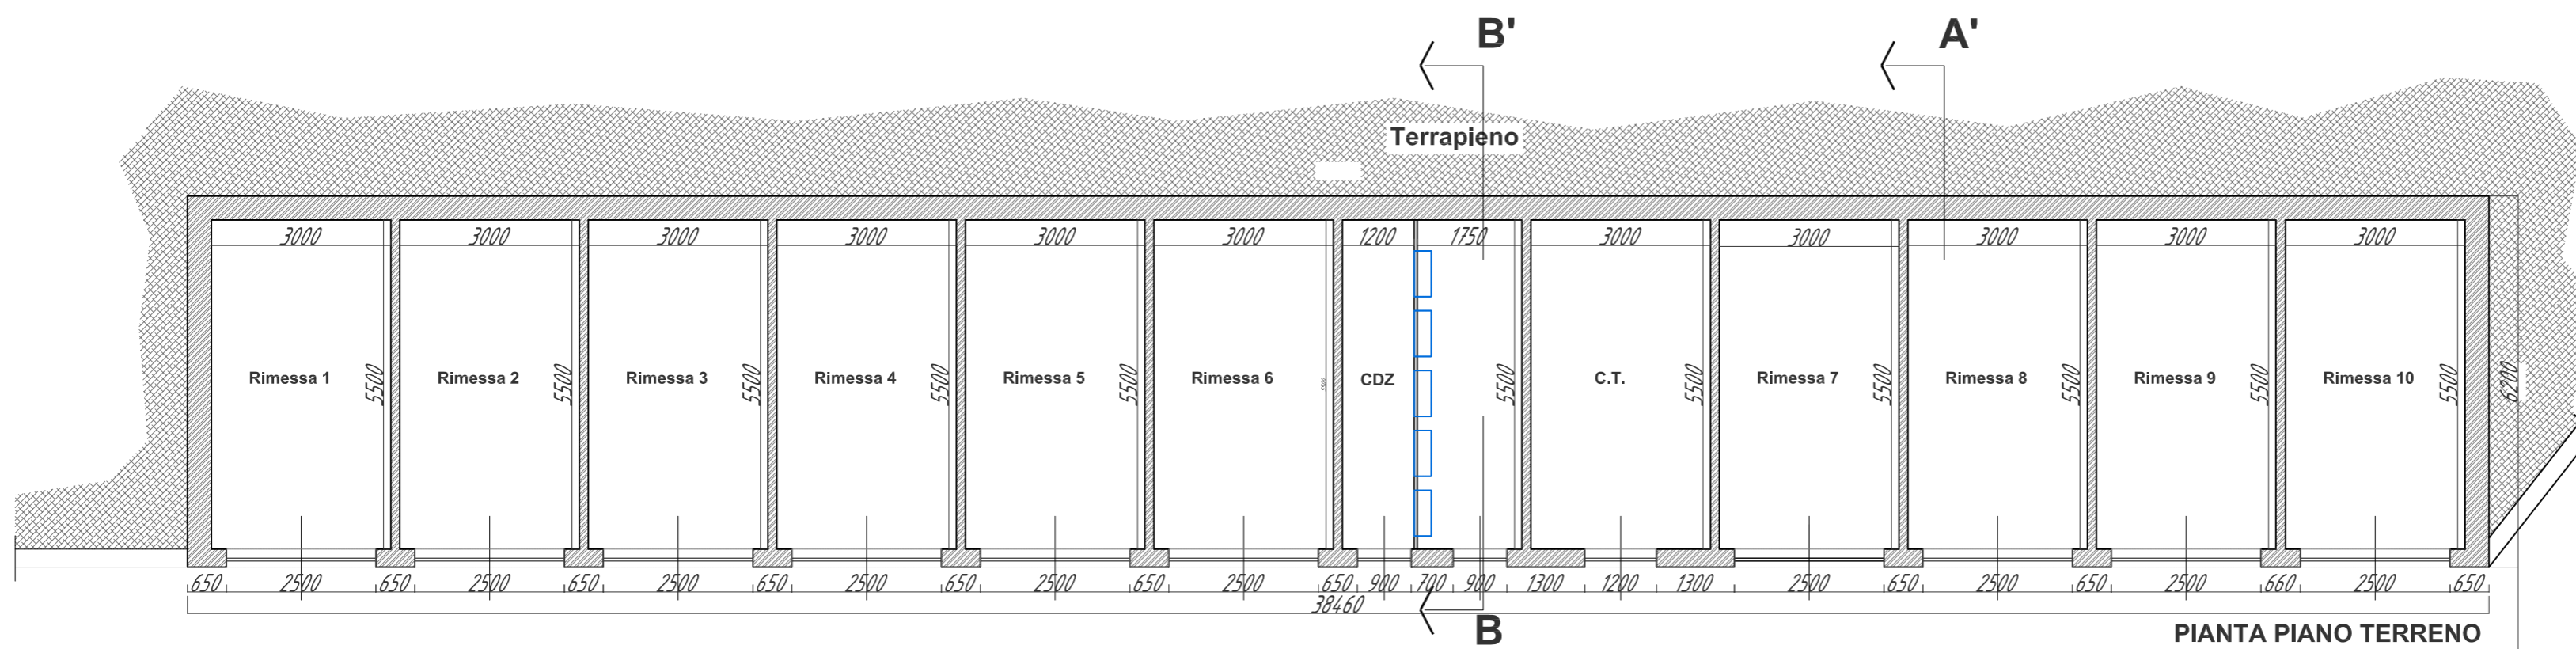 B' A'
Terrapieno
3000 3000 3000 3000 3000 3000 1200 1750 3000 3000 3000 3000 3000
Rimessa 1 5500 Rimessa 2 5500 Rimessa 3 5500 Rimessa 4 5500 Rimessa 5 5500 Rimessa 6 5500 CDZ 5500 C.T. 5500 Rimessa 7 5500 Rimessa 8 5500 Rimessa 9 5500 Rimessa 10 5500 6200
650 2500 650 2500 650 2500 650 2500 650 2500 650 2500 650 900 700 900 1300 1200 1300 2500 650 2500 650 2500 660 2500 650
38460
B
PIANTA PIANO TERRENO